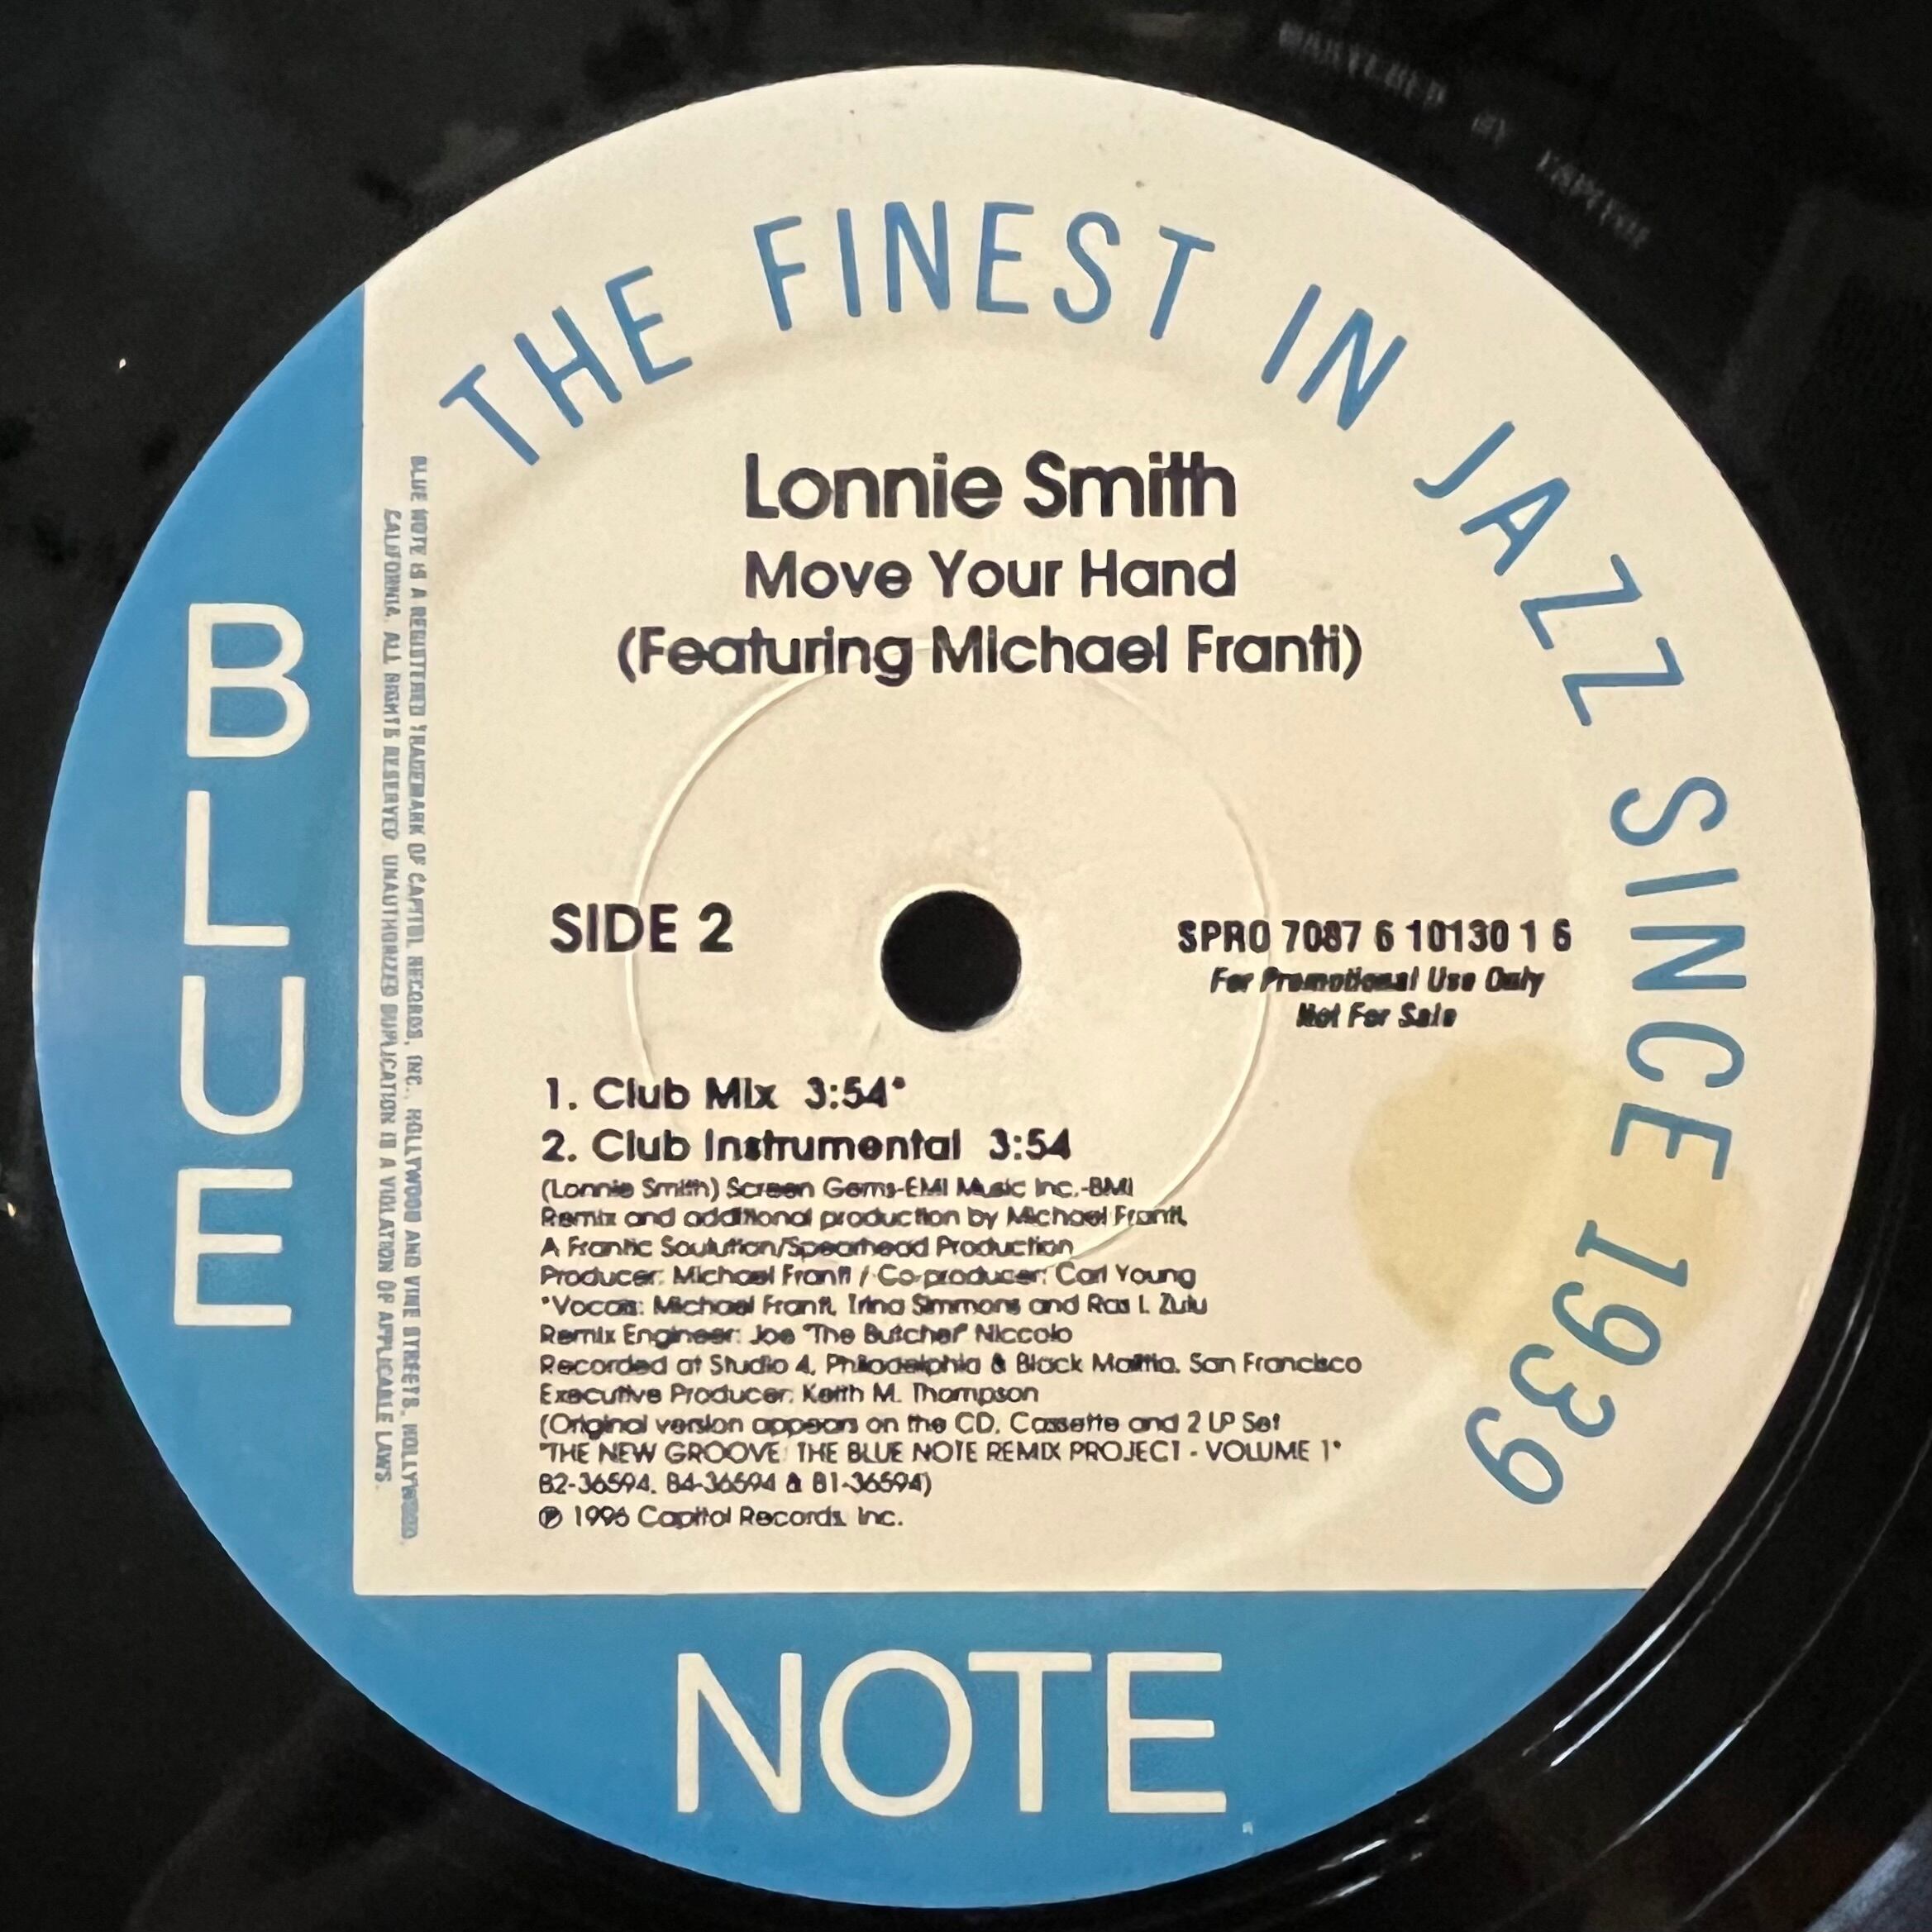 THE FINEST IN JAZZ SINCE 1939
BLUE
NOTE
Lonnie Smith
Move Your Hand
(Featuring Michael Franti)
SIDE 2
SPRO 7087 6 10130 1 6
For Promotional Use Only
Not For Sale
1. Club Mix 3:54*
2. Club Instrumental 3:54
(Lonnie Smith) Screen Gems-EMI Music Inc.-BMI
Remix and additional production by Michael Franti,
A Frantic Soulution/Spearhead Production
Producer: Michael Franti / Co-producer: Carl Young
*Vocals: Michael Franti, Trina Simmons and Ras I. Zulu
Remix Engineer: Joe "The Butcher" Niccolo
Recorded at Studio 4, Philadelphia & Black Mafftia, San Francisco
Executive Producer: Keith M. Thompson
(Original version appears on the CD, Cassette and 2 LP Set
"THE NEW GROOVE: THE BLUE NOTE REMIX PROJECT - VOLUME 1"
B2-36594, B4-36594 & B1-36594)
℗ 1996 Capitol Records, Inc.
BLUE NOTE IS A REGISTERED TRADEMARK OF CAPITOL RECORDS, INC., HOLLYWOOD AND VINE STREETS, HOLLYWOOD,
CALIFORNIA. ALL RIGHTS RESERVED. UNAUTHORIZED DUPLICATION IS A VIOLATION OF APPLICABLE LAWS.
MASTERED BY CAPITOL